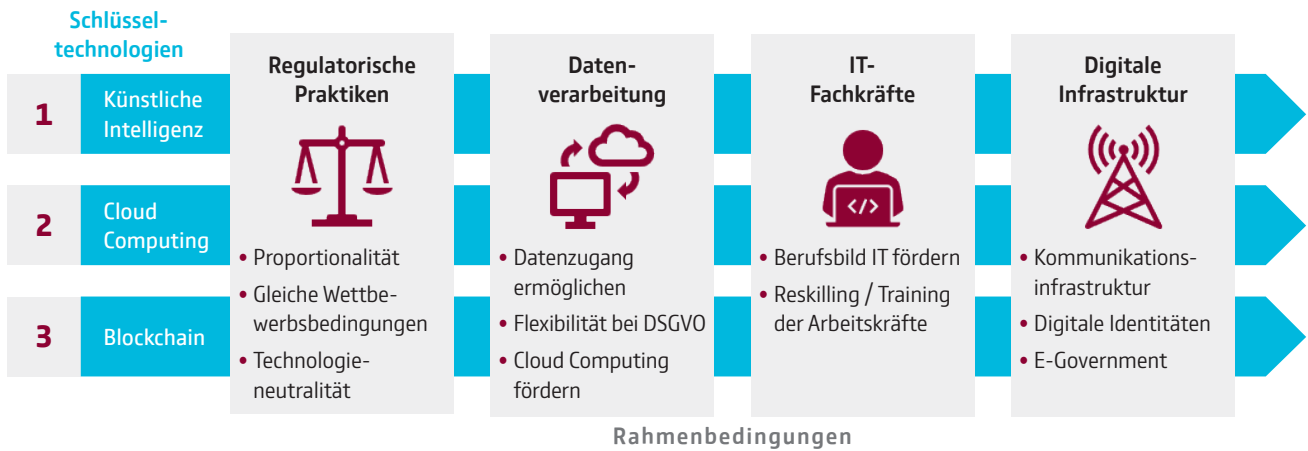 Schlüssel-
technologien
1
Künstliche
Intelligenz
2
Cloud
Computing
3
Blockchain
Regulatorische
Praktiken
• Proportionalität
• Gleiche Wettbe-
werbsbedingungen
• Technologie-
neutralität
Daten-
verarbeitung
• Datenzugang
ermöglichen
• Flexibilität bei DSGVO
• Cloud Computing
fördern
IT-
Fachkräfte
</>
• Berufsbild IT fördern
• Reskilling / Training
der Arbeitskräfte
Digitale
Infrastruktur
• Kommunikations-
infrastruktur
• Digitale Identitäten
• E-Government
Rahmenbedingungen